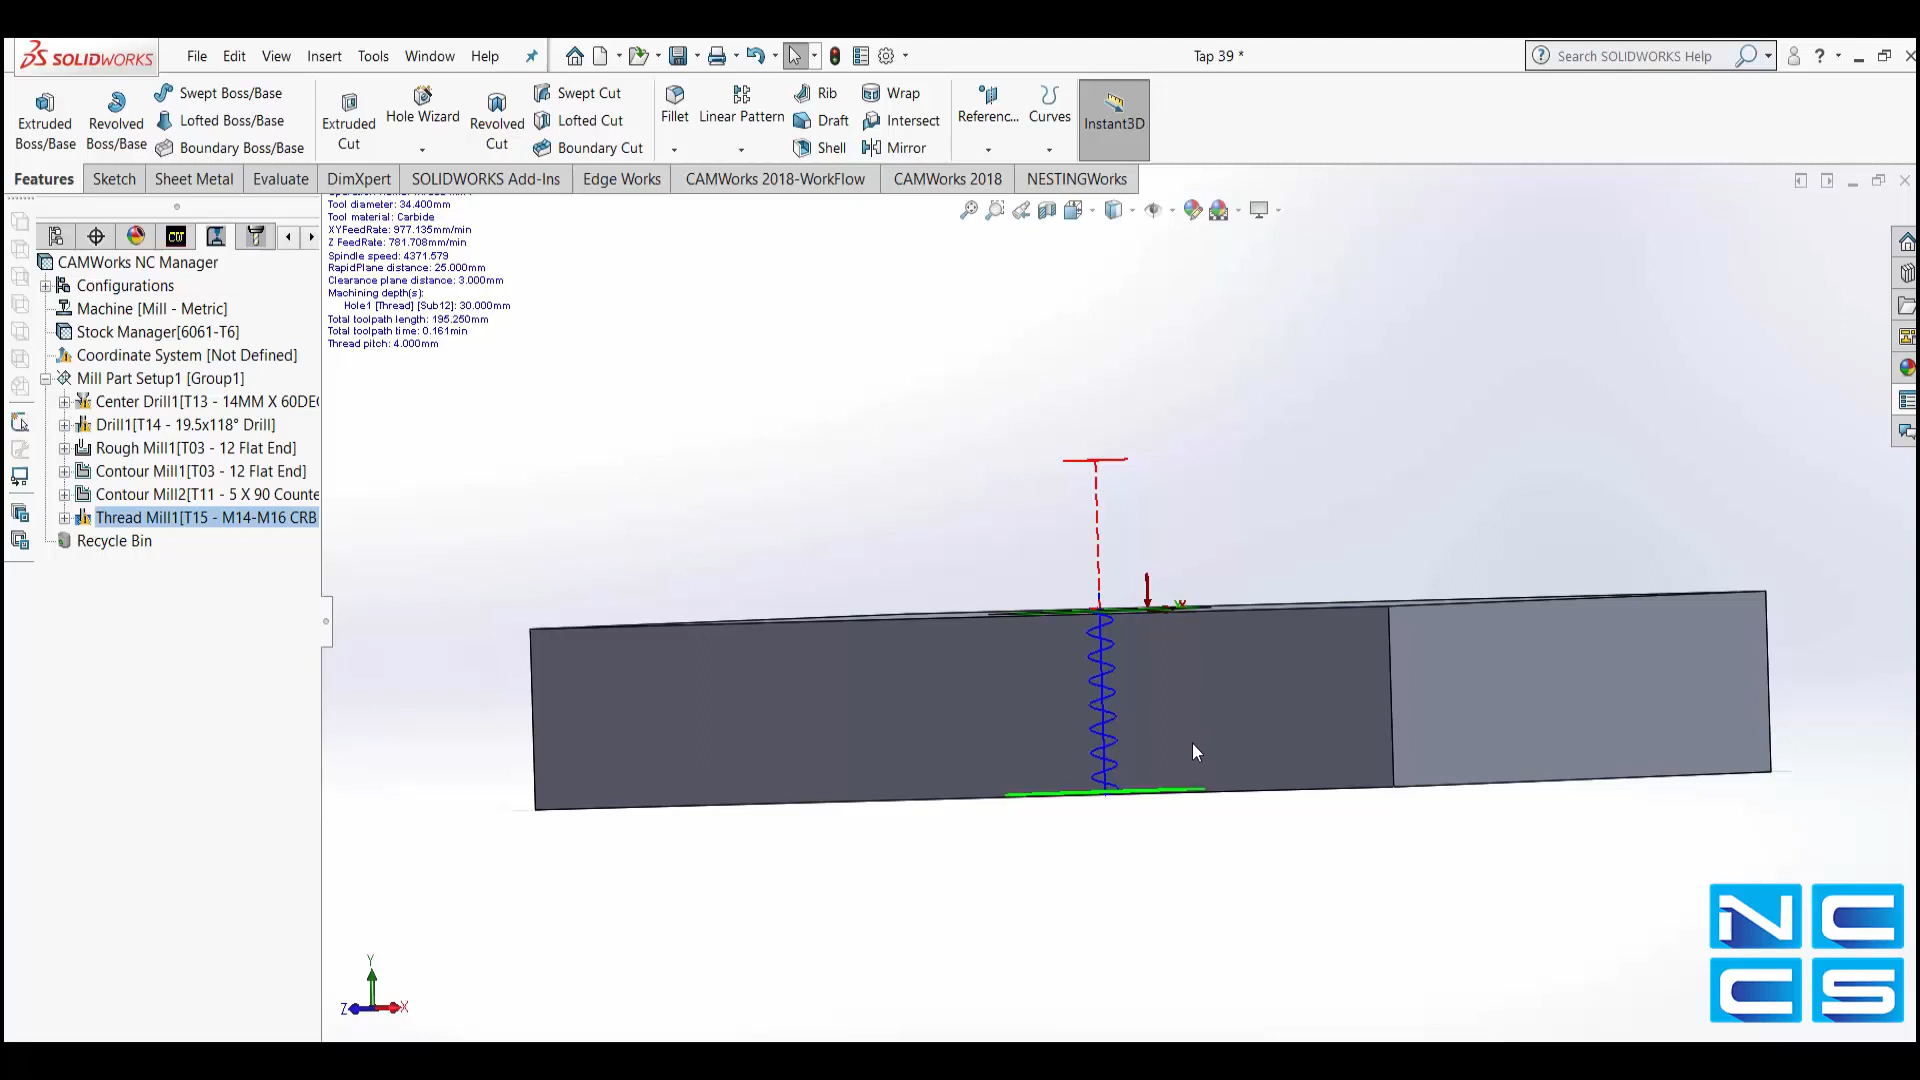 SOLIDWORKS
File Edit View Insert Tools Window Help
Tap 39 *
Search SOLIDWORKS Help
Extruded Boss/Base
Revolved Boss/Base
Swept Boss/Base
Lofted Boss/Base
Boundary Boss/Base
Extruded Cut
Hole Wizard
Revolved Cut
Swept Cut
Lofted Cut
Boundary Cut
Fillet
Linear Pattern
Rib
Draft
Shell
Wrap
Intersect
Mirror
Referenc...
Curves
Instant3D
Features Sketch Sheet Metal Evaluate DimXpert SOLIDWORKS Add-Ins Edge Works CAMWorks 2018-WorkFlow CAMWorks 2018 NESTINGWorks
Tool diameter: 34.400mm
Tool material: Carbide
XYFeedRate: 977.135mm/min
Z FeedRate: 781.708mm/min
Spindle speed: 4371.579
RapidPlane distance: 25.000mm
Clearance plane distance: 3.000mm
Machining depth(s):
Hole1 [Thread] [Sub12]: 30.000mm
Total toolpath length: 195.250mm
Total toolpath time: 0.161min
Thread pitch: 4.000mm
CAMWorks NC Manager
Configurations
Machine [Mill - Metric]
Stock Manager[6061-T6]
Coordinate System [Not Defined]
Mill Part Setup1 [Group1]
Center Drill1[T13 - 14MM X 60DE
Drill1[T14 - 19.5x118° Drill]
Rough Mill1[T03 - 12 Flat End]
Contour Mill1[T03 - 12 Flat End]
Contour Mill2[T11 - 5 X 90 Counte
Thread Mill1[T15 - M14-M16 CRB
Recycle Bin
Y
Z X
NC
CS